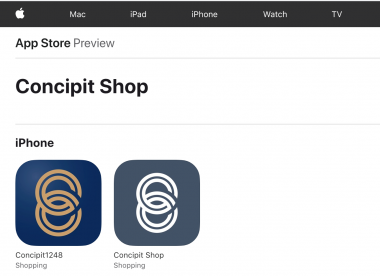 Mac iPad iPhone Watch TV
App Store Preview
Concipit Shop
iPhone
Concipit1248 Concipit Shop
Shopping Shopping